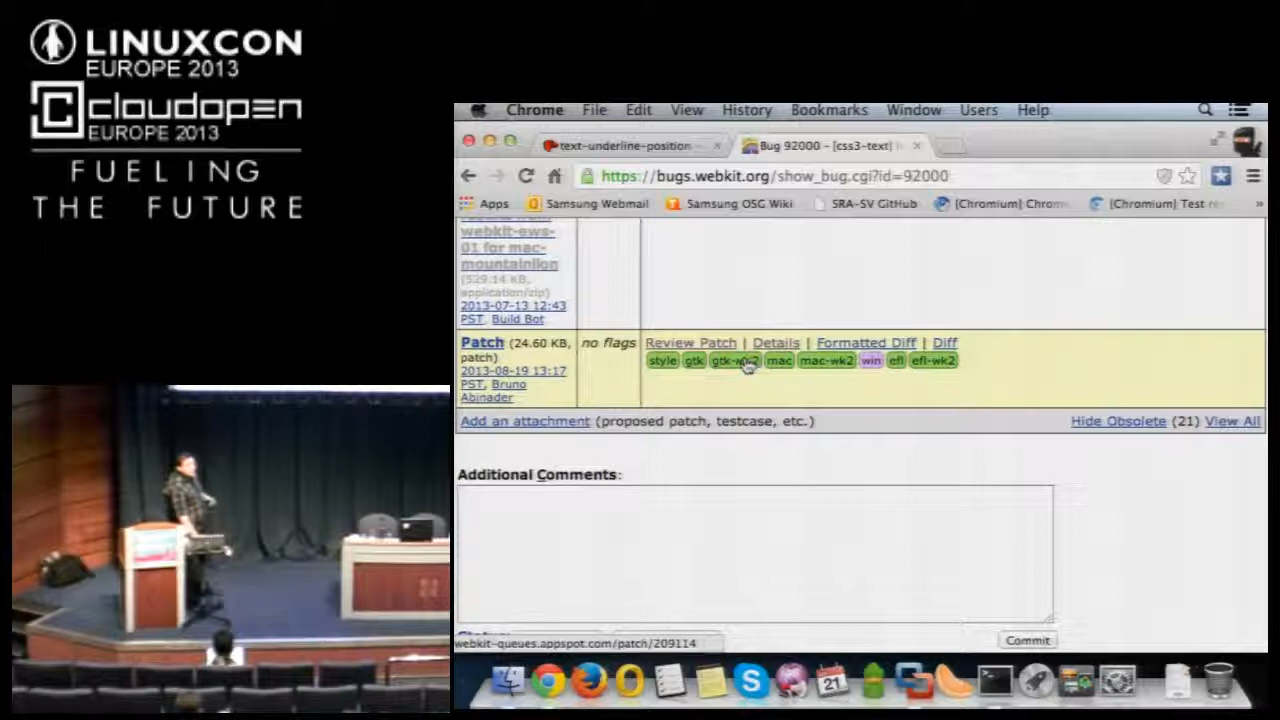 LINUXCON
EUROPE 2013
cloudopen
EUROPE 2013
FUELING
THE FUTURE
Chrome File Edit View History Bookmarks Window Users Help
text-underline-position
Bug 92000 - [css3-text]
https://bugs.webkit.org/show_bug.cgi?id=92000
Apps Samsung Webmail Samsung OSG Wiki SRA-SV GitHub [Chromium] Chrom [Chromium] Test re »
webkit-ews-
01 for mac-
mountainlion
(529.14 KB,
application/zip)
2013-07-13 12:43
PST, Build Bot
Patch (24.60 KB,
patch)
2013-08-19 13:17
PST, Bruno
Abinader
no flags
Review Patch | Details | Formatted Diff | Diff
style gtk gtk-wk2 mac mac-wk2 win efl efl-wk2
Add an attachment (proposed patch, testcase, etc.)
Hide Obsolete (21) View All
Additional Comments:
webkit-queues.appspot.com/patch/209114
Commit
21